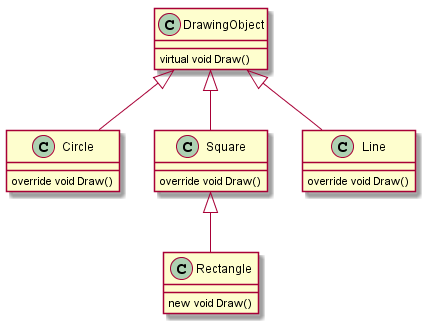 C DrawingObject
virtual void Draw()
C Circle
override void Draw()
C Square
override void Draw()
C Line
override void Draw()
C Rectangle
new void Draw()